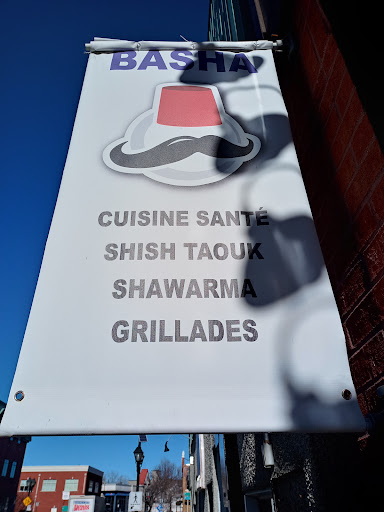 BASHA
CUISINE SANTÉ
SHISH TAOUK
SHAWARMA
GRILLADES